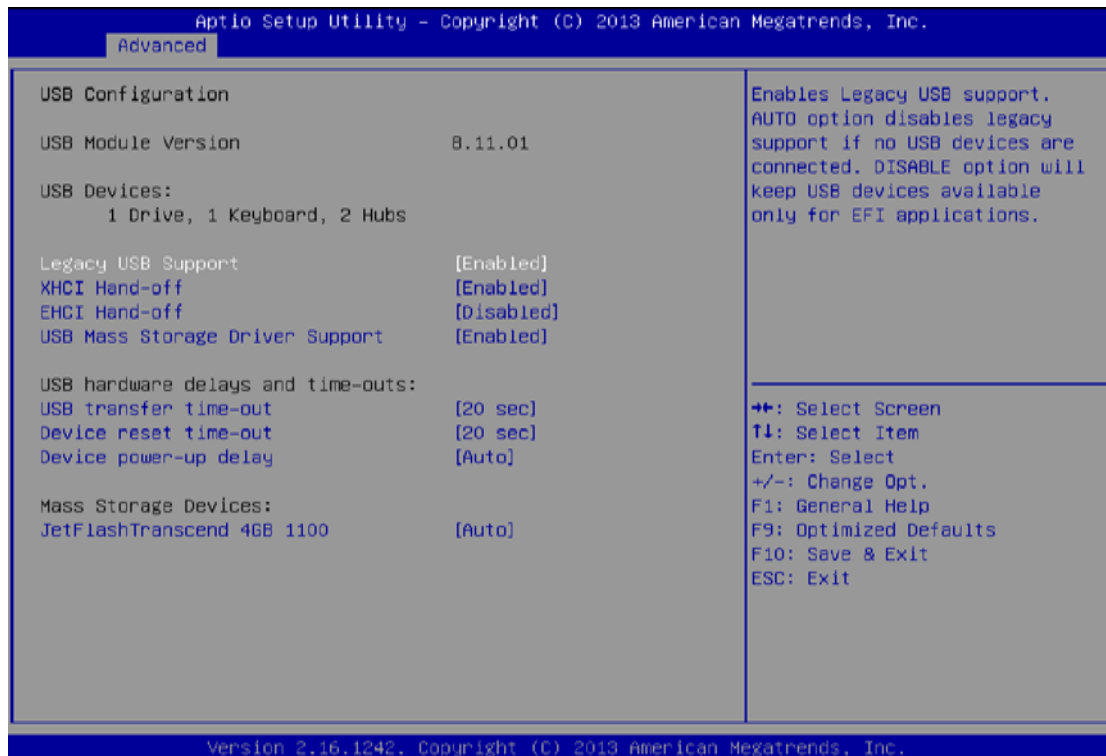 Aptio Setup Utility – Copyright (C) 2013 American Megatrends, Inc.
Advanced
USB Configuration
USB Module Version 8.11.01
USB Devices:
1 Drive, 1 Keyboard, 2 Hubs
Legacy USB Support [Enabled]
XHCI Hand-off [Enabled]
EHCI Hand-off [Disabled]
USB Mass Storage Driver Support [Enabled]
USB hardware delays and time-outs:
USB transfer time-out [20 sec]
Device reset time-out [20 sec]
Device power-up delay [Auto]
Mass Storage Devices:
JetFlashTranscend 4GB 1100 [Auto]
Enables Legacy USB support.
AUTO option disables legacy
support if no USB devices are
connected. DISABLE option will
keep USB devices available
only for EFI applications.
→←: Select Screen
↑↓: Select Item
Enter: Select
+/-: Change Opt.
F1: General Help
F9: Optimized Defaults
F10: Save & Exit
ESC: Exit
Version 2.16.1242. Copyright (C) 2013 American Megatrends, Inc.